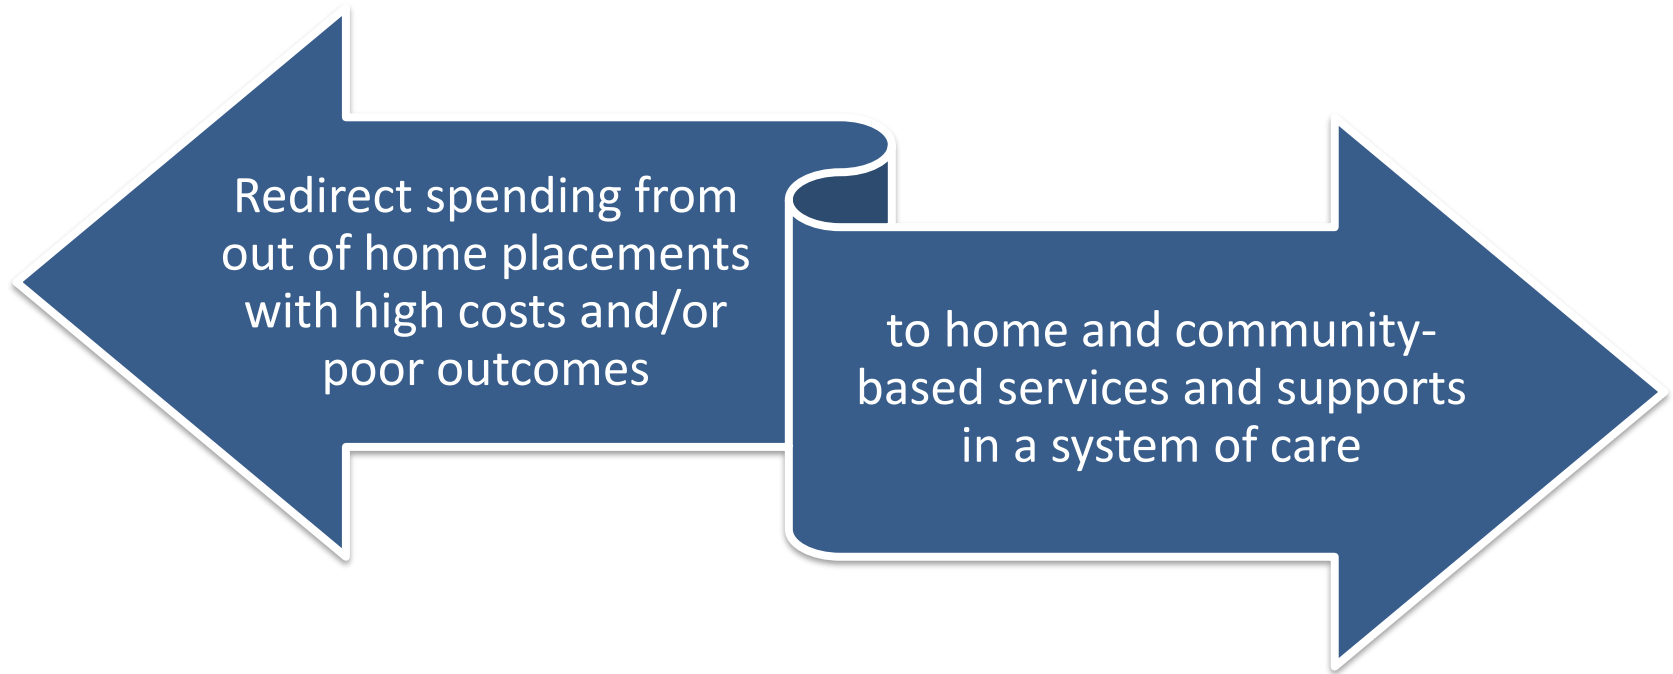 Redirect spending from
out of home placements
with high costs and/or
poor outcomes
to home and community-
based services and supports
in a system of care